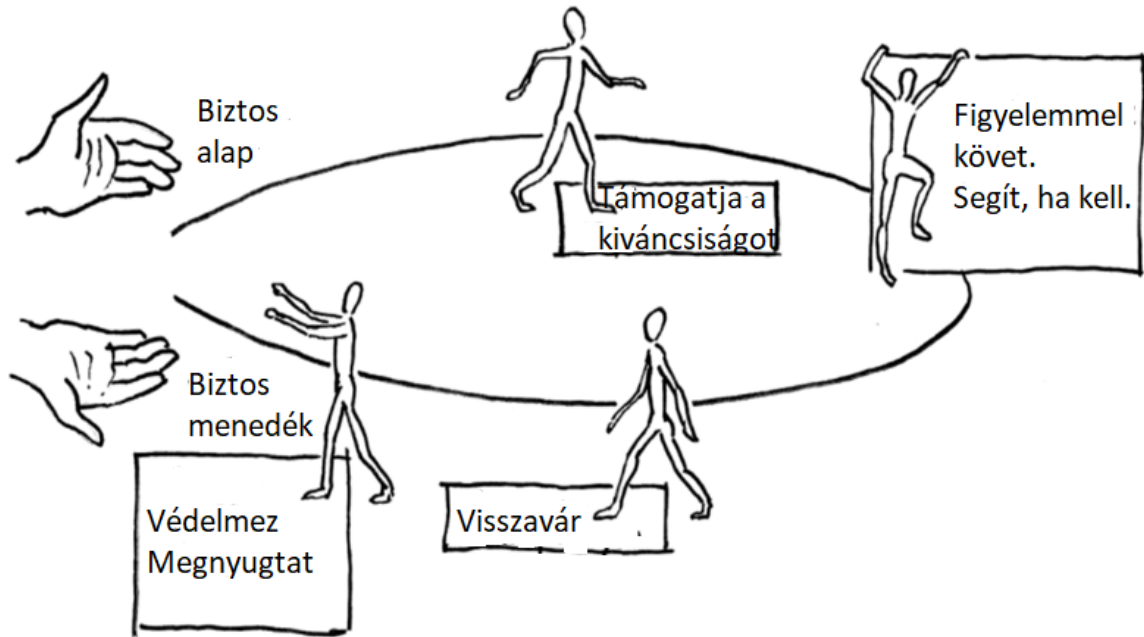 Biztos
alap
Támogatja a
kiváncsiságot
Figyelemmel
követ.
Segít, ha kell.
Biztos
menedék
Védelmez
Megnyugtat
Visszavár